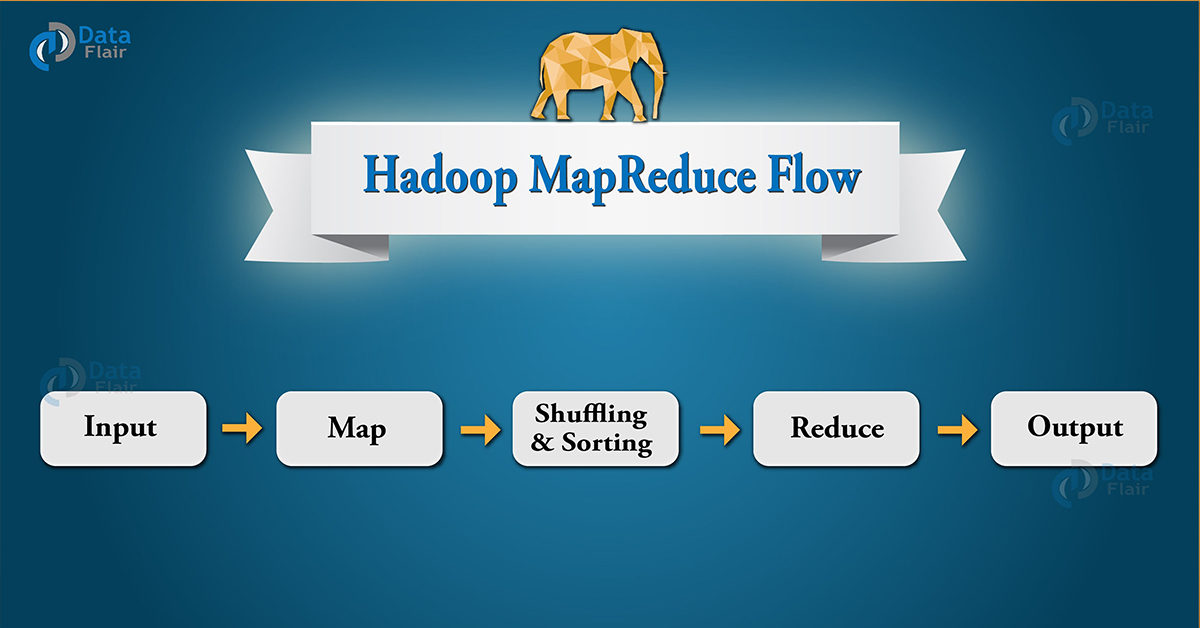 Data
Flair
Hadoop MapReduce Flow
Data
Flair
Data
Flair
Input
Map
Shuffling
& Sorting
Reduce
Output
Data
Flair